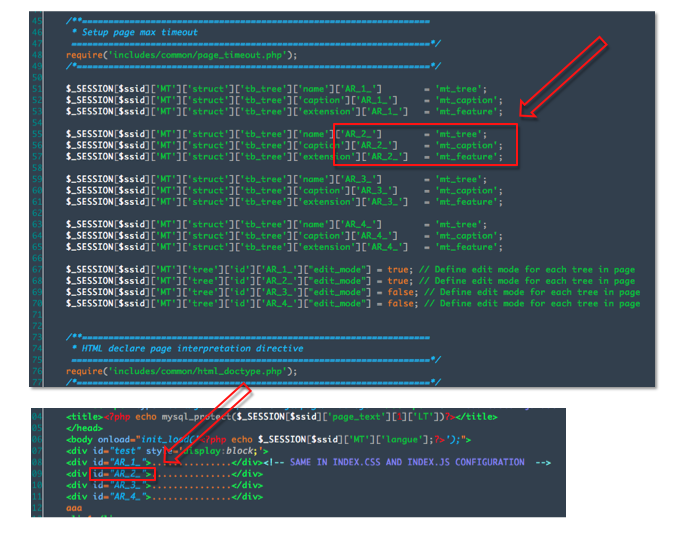 45 /**==========================================================
46 * Setup page max timeout
47 ==========================================================*/
48 require('includes/common/page_timeout.php');
49 /*==========================================================
50
51 $_SESSION[$ssid]['MT']['struct']['tb_tree']['name']['AR_1_'] = 'mt_tree';
52 $_SESSION[$ssid]['MT']['struct']['tb_tree']['caption']['AR_1_'] = 'mt_caption';
53 $_SESSION[$ssid]['MT']['struct']['tb_tree']['extension']['AR_1_'] = 'mt_feature';
54
55 $_SESSION[$ssid]['MT']['struct']['tb_tree']['name']['AR_2_'] = 'mt_tree';
56 $_SESSION[$ssid]['MT']['struct']['tb_tree']['caption']['AR_2_'] = 'mt_caption';
57 $_SESSION[$ssid]['MT']['struct']['tb_tree']['extension']['AR_2_'] = 'mt_feature';
58
59 $_SESSION[$ssid]['MT']['struct']['tb_tree']['name']['AR_3_'] = 'mt_tree';
60 $_SESSION[$ssid]['MT']['struct']['tb_tree']['caption']['AR_3_'] = 'mt_caption';
61 $_SESSION[$ssid]['MT']['struct']['tb_tree']['extension']['AR_3_'] = 'mt_feature';
62
63 $_SESSION[$ssid]['MT']['struct']['tb_tree']['name']['AR_4_'] = 'mt_tree';
64 $_SESSION[$ssid]['MT']['struct']['tb_tree']['caption']['AR_4_'] = 'mt_caption';
65 $_SESSION[$ssid]['MT']['struct']['tb_tree']['extension']['AR_4_'] = 'mt_feature';
66
67 $_SESSION[$ssid]['MT']['tree']['id']['AR_1_']["edit_mode"] = true; // Define edit mode for each tree in page
68 $_SESSION[$ssid]['MT']['tree']['id']['AR_2_']["edit_mode"] = true; // Define edit mode for each tree in page
69 $_SESSION[$ssid]['MT']['tree']['id']['AR_3_']["edit_mode"] = false; // Define edit mode for each tree in page
70 $_SESSION[$ssid]['MT']['tree']['id']['AR_4_']["edit_mode"] = false; // Define edit mode for each tree in page
71
72
73 /**==========================================================
74 * HTML declare page interpretation directive
75 ==========================================================*/
76 require('includes/common/html_doctype.php');
77 /*==========================================================
04 <title><?php echo mysql_protect($_SESSION[$ssid]['page_text'][1]['LT'])?></title>
05 </head>
06 <body onload="init_load('<?php echo $_SESSION[$ssid]['MT']['langue'];?>');">
07 <div id="test" style='display:block;'>
08 <div id="AR_1_">...............</div><!-- SAME IN INDEX.CSS AND INDEX.JS CONFIGURATION -->
09 <div id="AR_2_">...............</div>
10 <div id="AR_3_">...............</div>
11 <div id="AR_4_">...............</div>
12 aaa